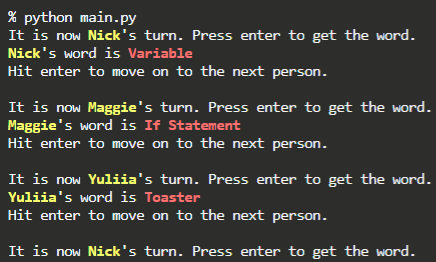 % python main.py
It is now Nick's turn. Press enter to get the word.
Nick's word is Variable
Hit enter to move on to the next person.
It is now Maggie's turn. Press enter to get the word.
Maggie's word is If Statement
Hit enter to move on to the next person.
It is now Yuliia's turn. Press enter to get the word.
Yuliia's word is Toaster
Hit enter to move on to the next person.
It is now Nick's turn. Press enter to get the word.